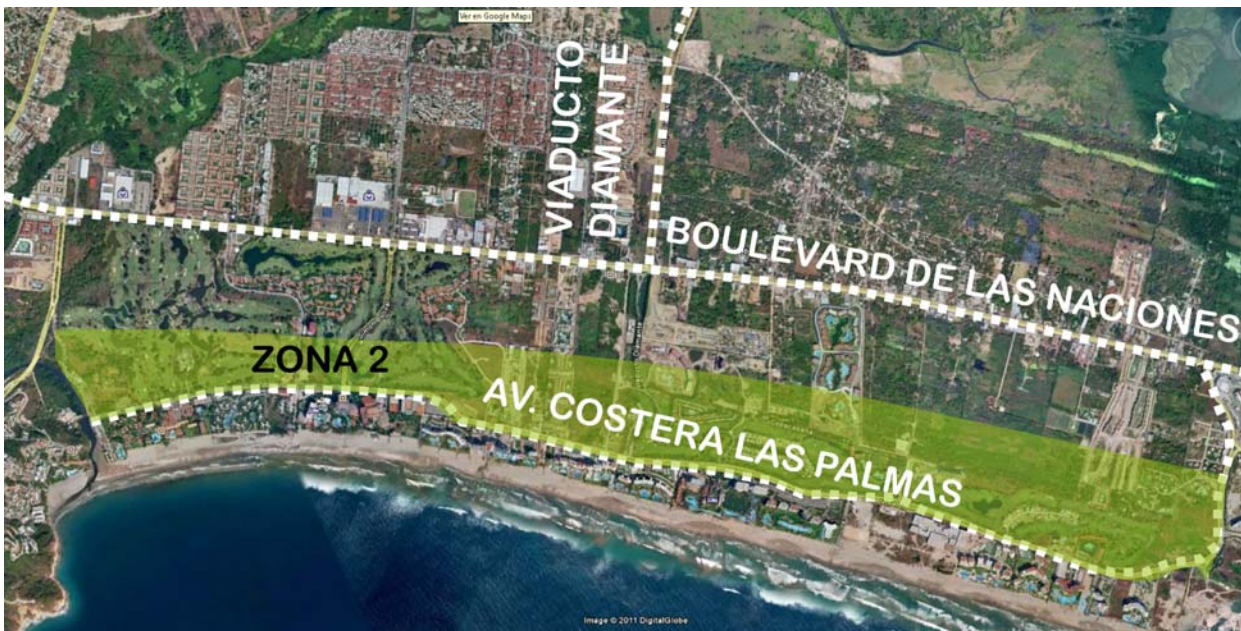 Ver en Google Maps
VIADUCTO
DIAMANTE
BOULEVARD DE LAS NACIONES
ZONA 2
AV. COSTERA LAS PALMAS
Image © 2011 DigitalGlobe